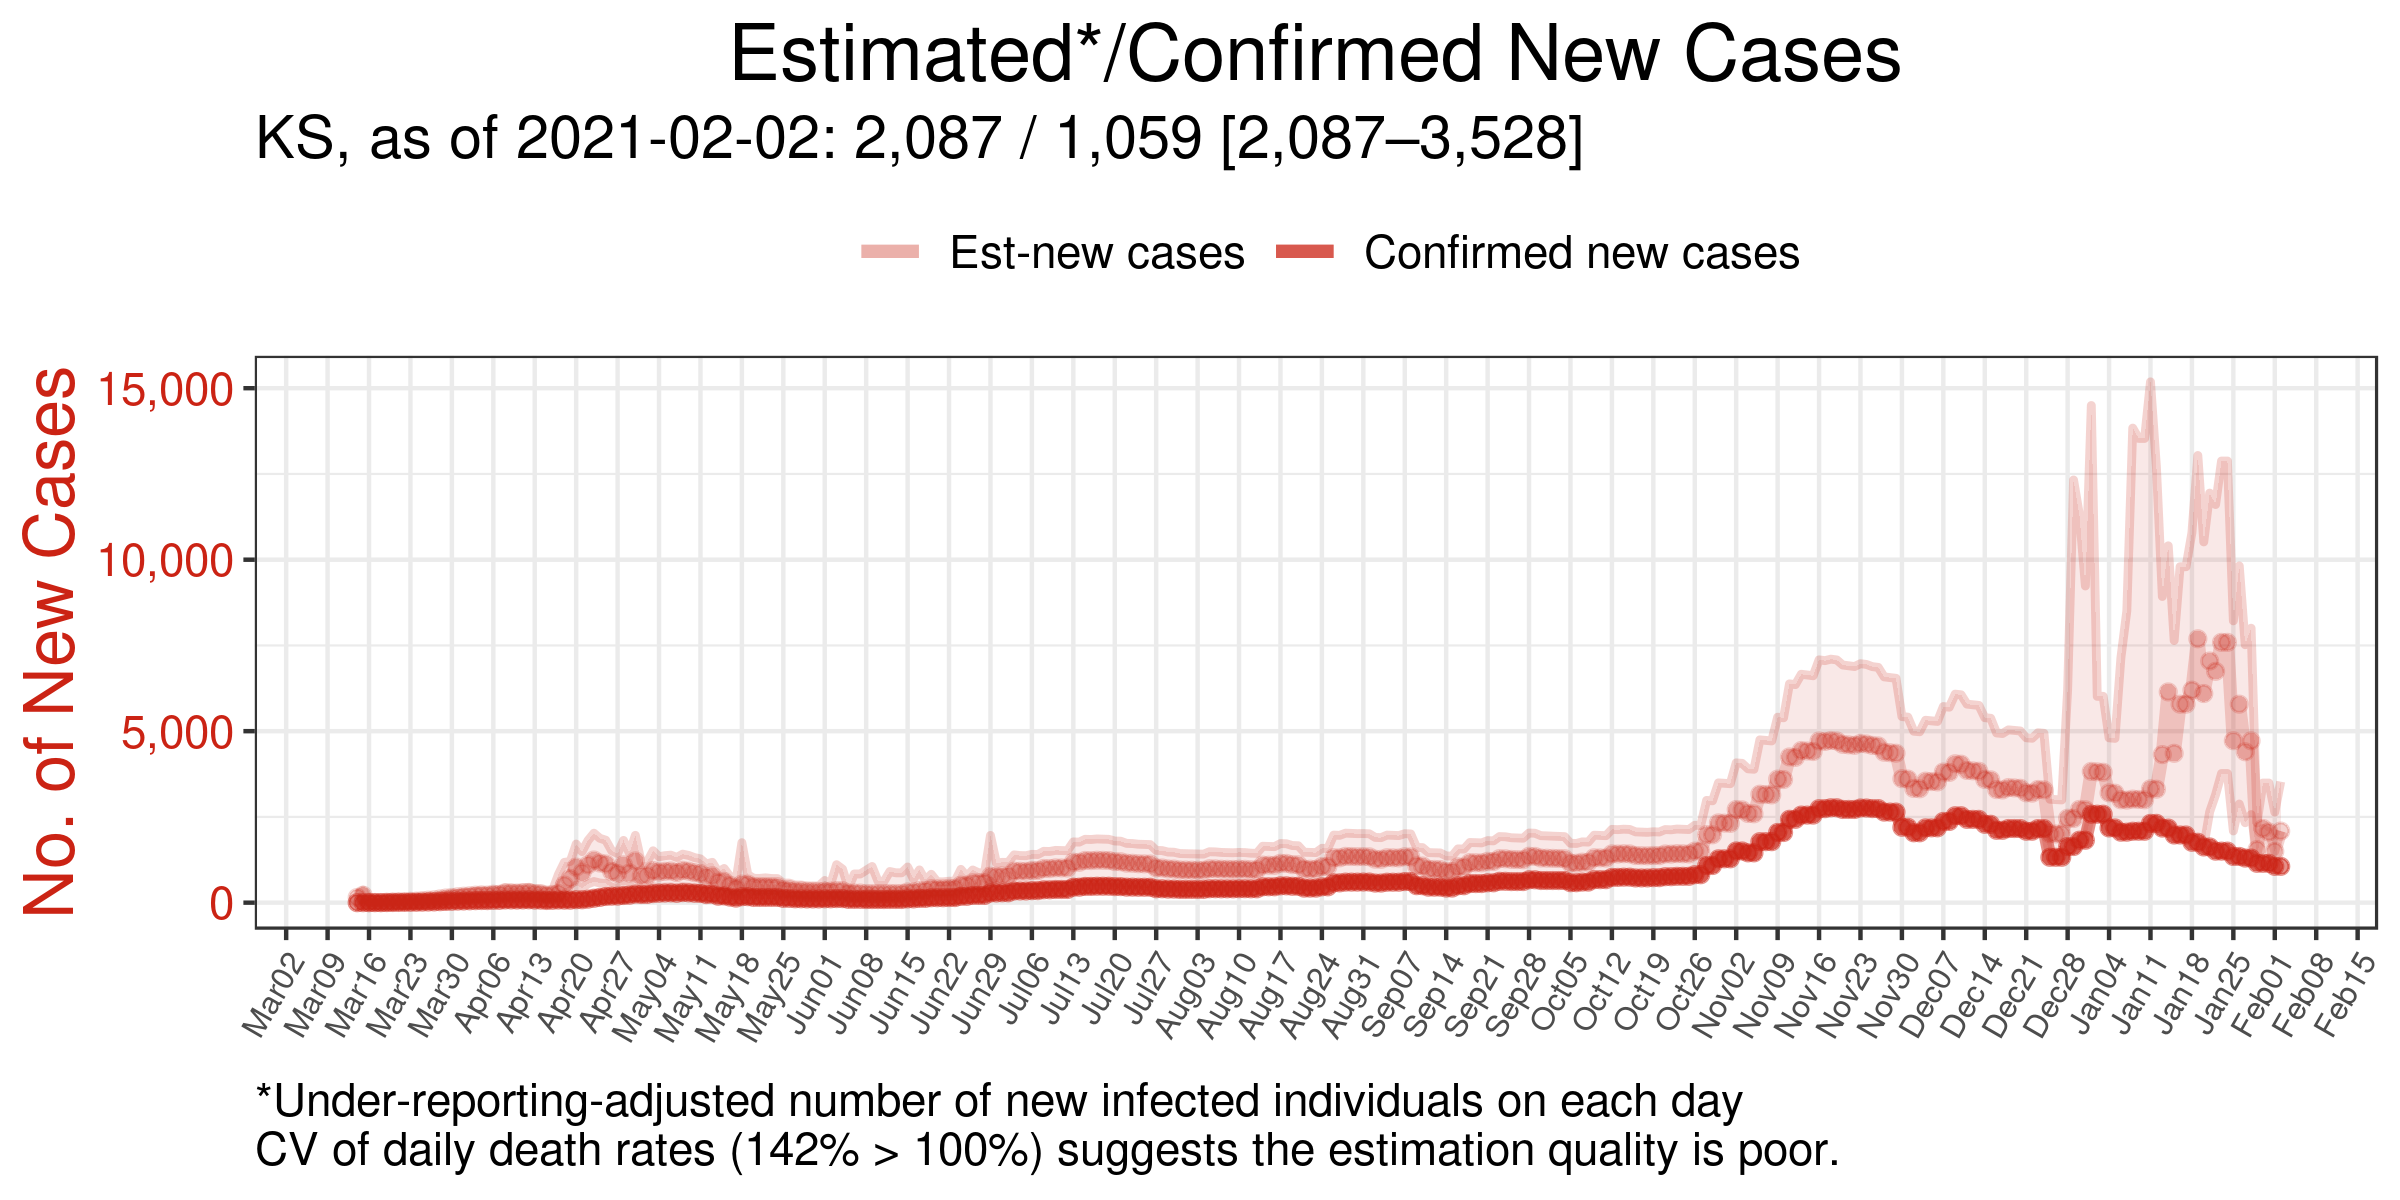 Estimated*/Confirmed New Cases
KS, as of 2021-02-02: 2,087 / 1,059 [2,087–3,528]
Est-new cases Confirmed new cases
No. of New Cases
15,000
10,000
5,000
0
Mar02 Mar09 Mar16 Mar23 Mar30 Apr06 Apr13 Apr20 Apr27 May04 May11 May18 May25 Jun01 Jun08 Jun15 Jun22 Jun29 Jul06 Jul13 Jul20 Jul27 Aug03 Aug10 Aug17 Aug24 Aug31 Sep07 Sep14 Sep21 Sep28 Oct05 Oct12 Oct19 Oct26 Nov02 Nov09 Nov16 Nov23 Nov30 Dec07 Dec14 Dec21 Dec28 Jan04 Jan11 Jan18 Jan25 Feb01 Feb08 Feb15
*Under-reporting-adjusted number of new infected individuals on each day
CV of daily death rates (142% > 100%) suggests the estimation quality is poor.